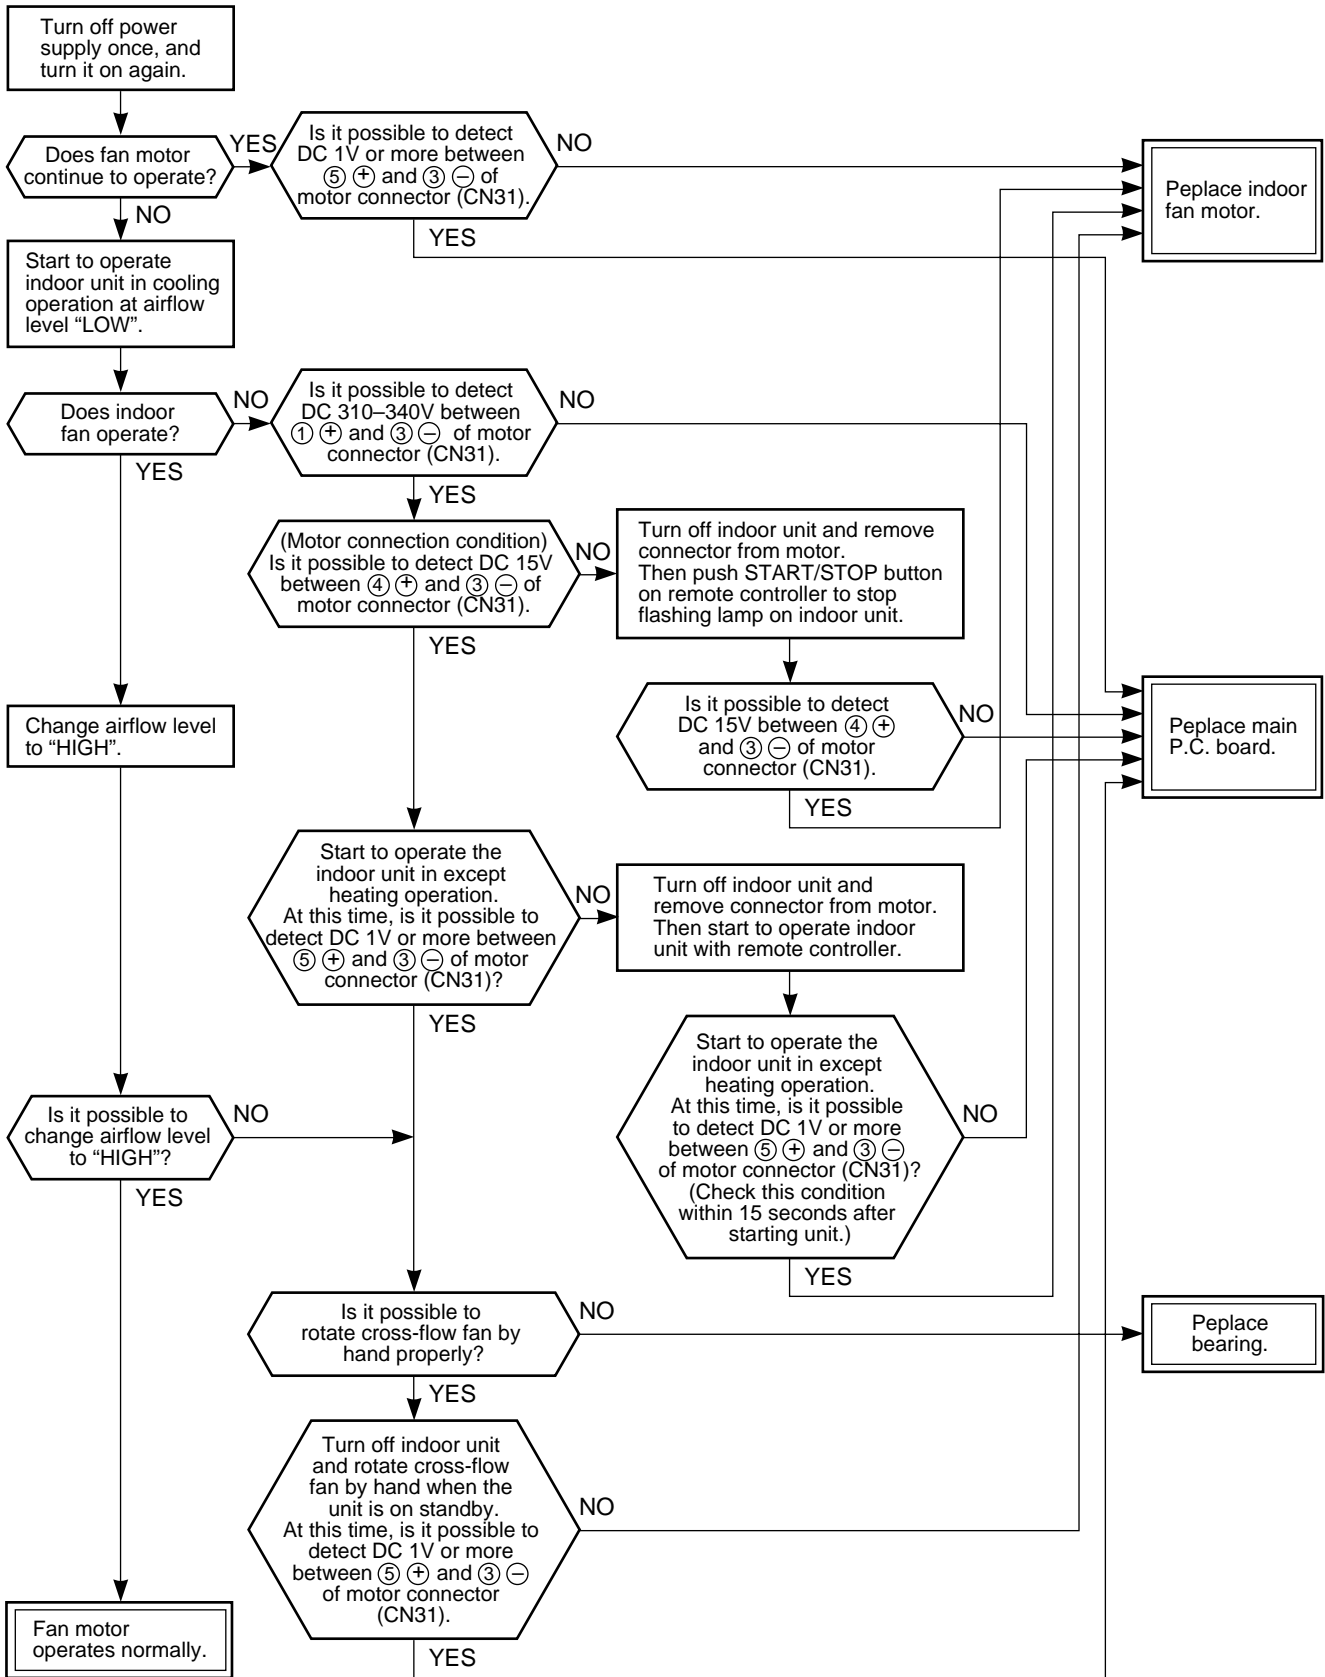 Turn off power
supply once, and
turn it on again.
Does fan motor
continue to operate?
YES
Is it possible to detect
DC 1V or more between
⑤ ⊕ and ③ ⊖ of
motor connector (CN31).
NO
Peplace indoor
fan motor.
NO
YES
Start to operate
indoor unit in cooling
operation at airflow
level “LOW”.
Does indoor
fan operate?
NO
Is it possible to detect
DC 310–340V between
① ⊕ and ③ ⊖ of motor
connector (CN31).
NO
YES
YES
(Motor connection condition)
Is it possible to detect DC 15V
between ④ ⊕ and ③ ⊖ of
motor connector (CN31).
NO
Turn off indoor unit and remove
connector from motor.
Then push START/STOP button
on remote controller to stop
flashing lamp on indoor unit.
YES
Is it possible to detect
DC 15V between ④ ⊕
and ③ ⊖ of motor
connector (CN31).
NO
Peplace main
P.C. board.
YES
Change airflow level
to “HIGH”.
Start to operate the
indoor unit in except
heating operation.
At this time, is it possible to
detect DC 1V or more between
⑤ ⊕ and ③ ⊖ of motor
connector (CN31)?
NO
Turn off indoor unit and
remove connector from motor.
Then start to operate indoor
unit with remote controller.
YES
Start to operate the
indoor unit in except
heating operation.
At this time, is it possible
to detect DC 1V or more
between ⑤ ⊕ and ③ ⊖
of motor connector (CN31)?
(Check this condition
within 15 seconds after
starting unit.)
NO
YES
Is it possible to
change airflow level
to “HIGH”?
NO
YES
Is it possible to
rotate cross-flow fan by
hand properly?
NO
Peplace
bearing.
YES
Turn off indoor unit
and rotate cross-flow
fan by hand when the
unit is on standby.
At this time, is it possible to
detect DC 1V or more
between ⑤ ⊕ and ③ ⊖
of motor connector
(CN31).
NO
YES
Fan motor
operates normally.